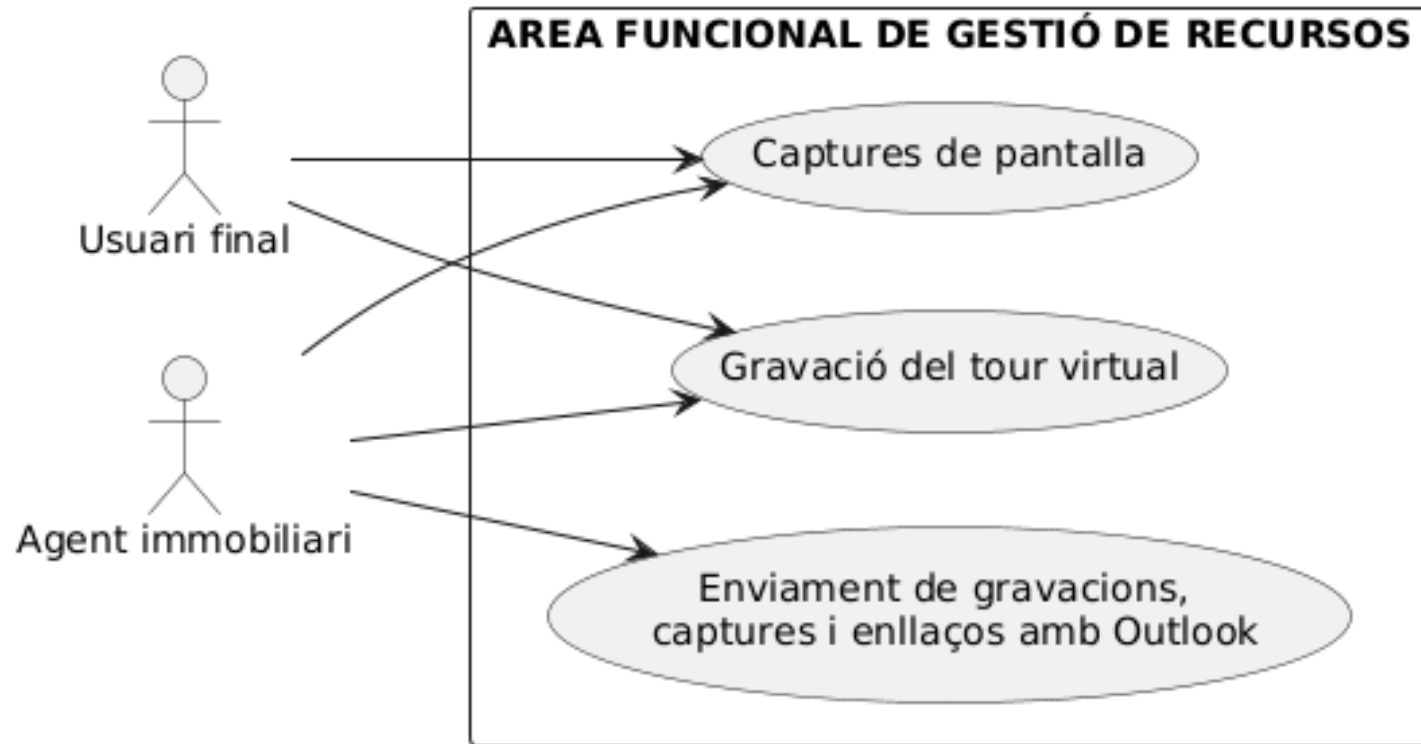 AREA FUNCIONAL DE GESTIÓ DE RECURSOS
Captures de pantalla
Usuari final
Gravació del tour virtual
Agent immobiliari
Enviament de gravacions,
captures i enllaços amb Outlook